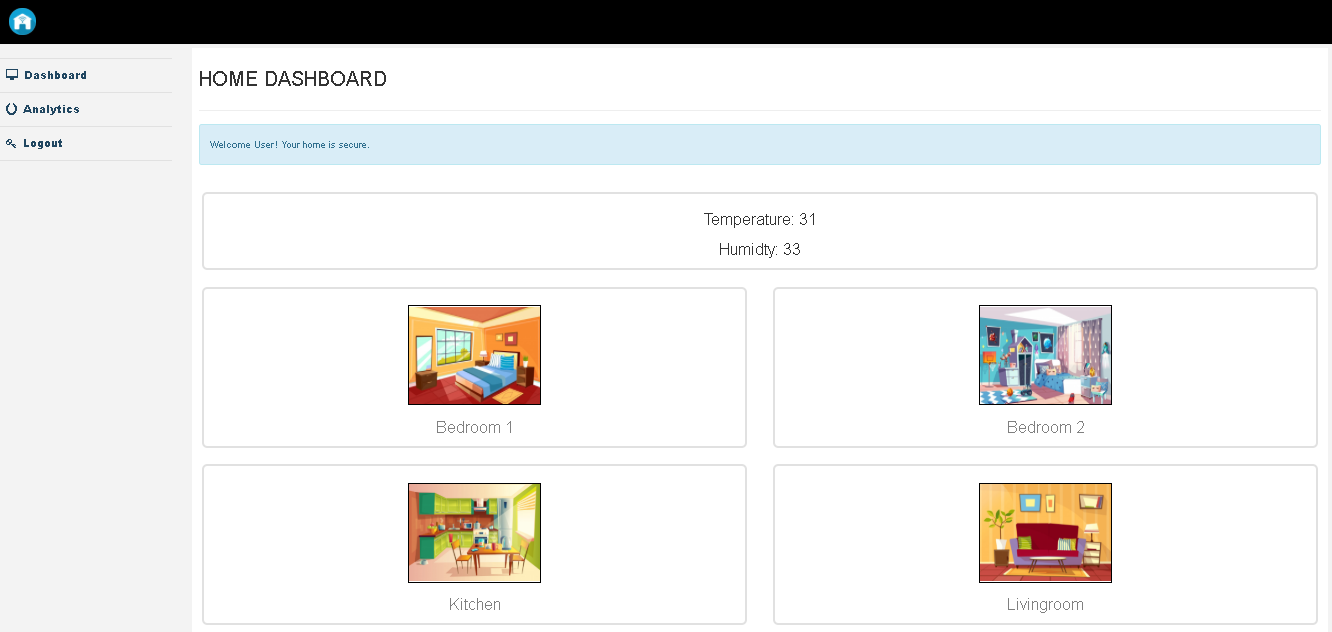 Dashboard
Analytics
Logout
HOME DASHBOARD
Welcome User! Your home is secure.
Temperature: 31
Humidty: 33
Bedroom 1
Bedroom 2
Kitchen
Livingroom